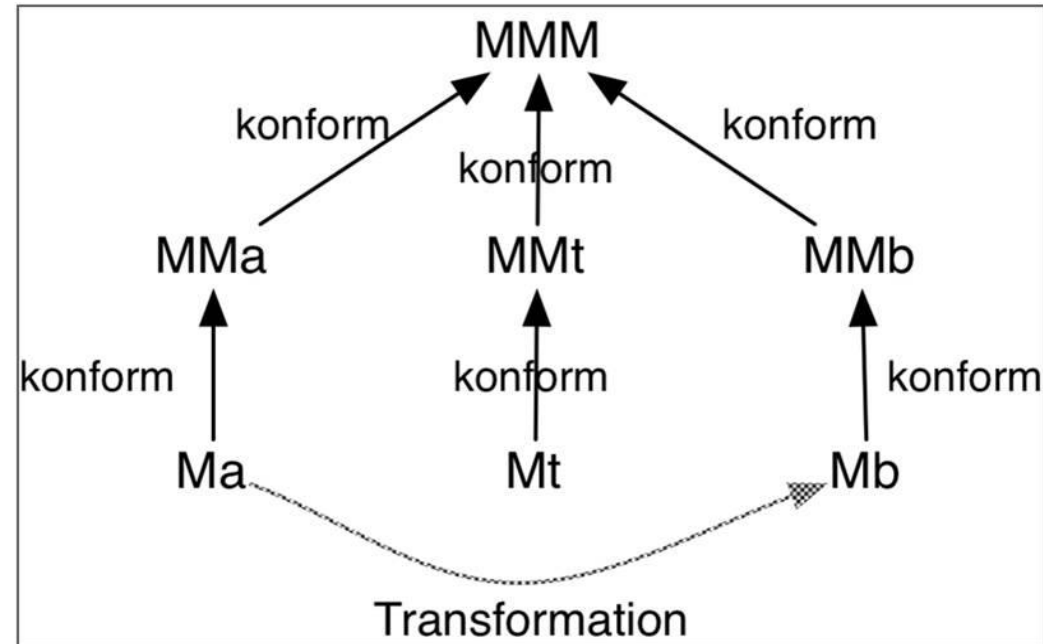 MMM
konform
konform
konform
MMa
MMt
MMb
konform
konform
konform
Ma
Mt
Mb
Transformation